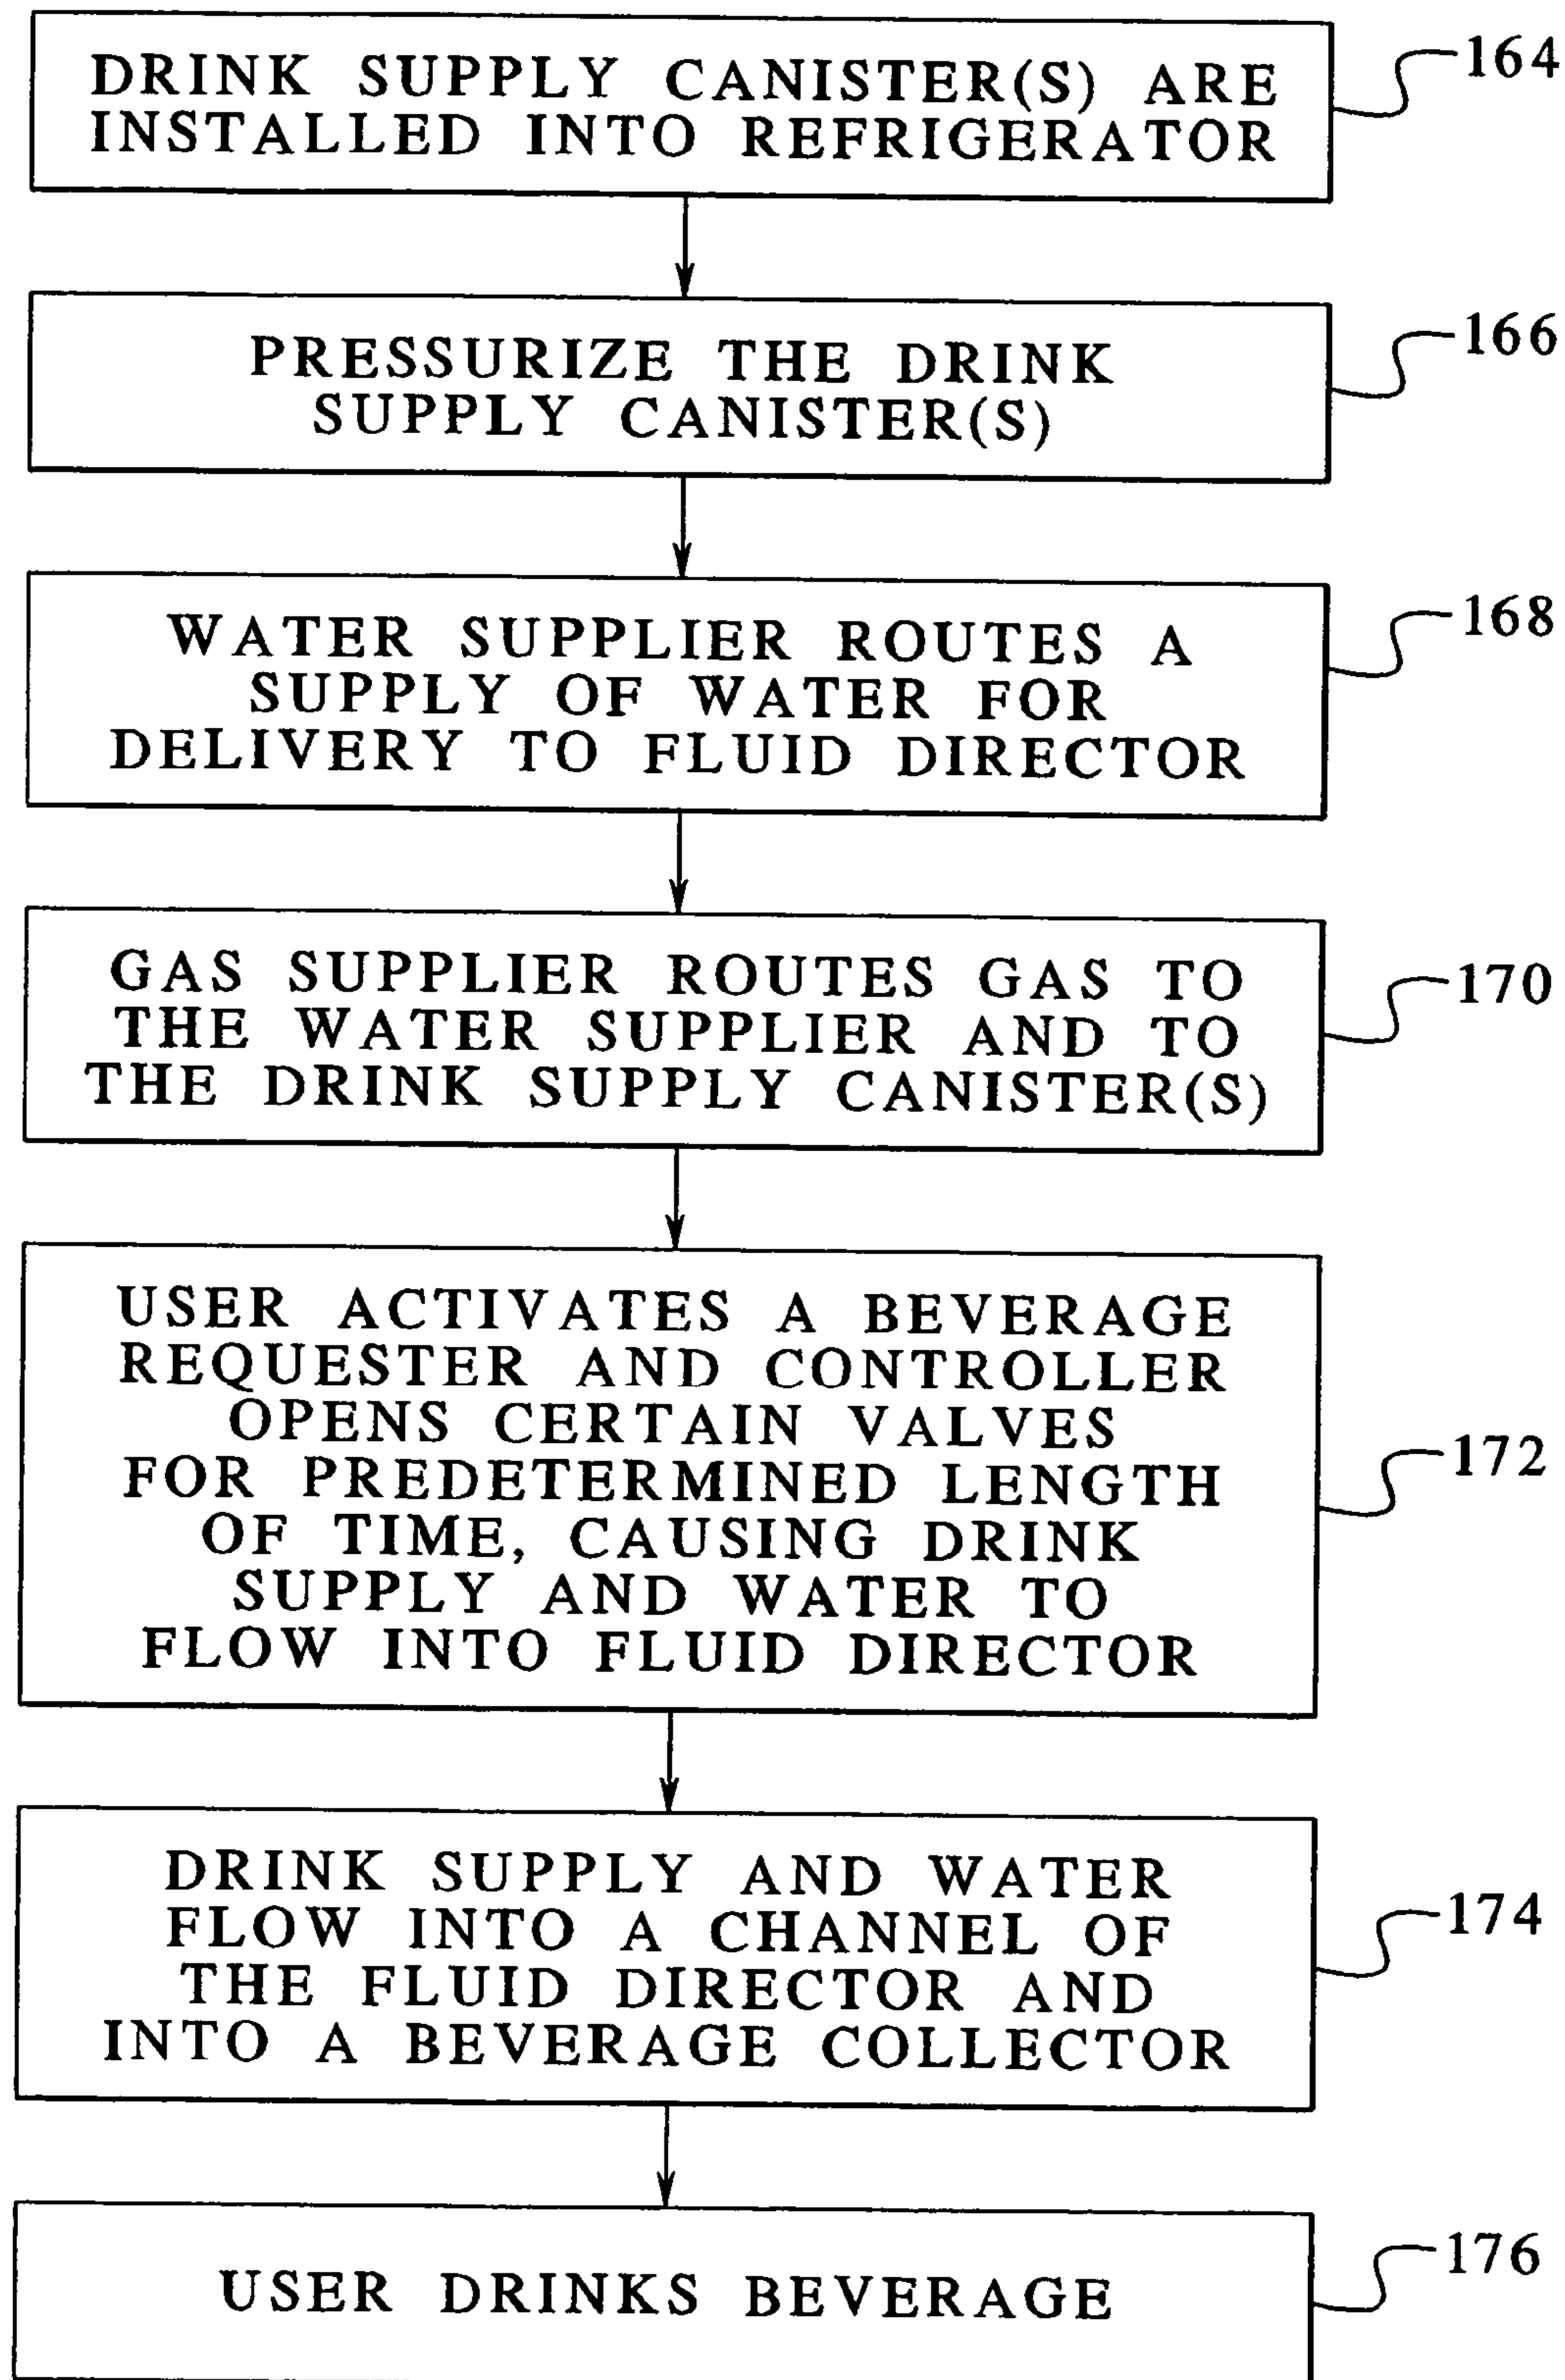 DRINK SUPPLY CANISTER(S) ARE
INSTALLED INTO REFRIGERATOR
164
PRESSURIZE THE DRINK
SUPPLY CANISTER(S)
166
WATER SUPPLIER ROUTES A
SUPPLY OF WATER FOR
DELIVERY TO FLUID DIRECTOR
168
GAS SUPPLIER ROUTES GAS TO
THE WATER SUPPLIER AND TO
THE DRINK SUPPLY CANISTER(S)
170
USER ACTIVATES A BEVERAGE
REQUESTER AND CONTROLLER
OPENS CERTAIN VALVES
FOR PREDETERMINED LENGTH
OF TIME, CAUSING DRINK
SUPPLY AND WATER TO
FLOW INTO FLUID DIRECTOR
172
DRINK SUPPLY AND WATER
FLOW INTO A CHANNEL OF
THE FLUID DIRECTOR AND
INTO A BEVERAGE COLLECTOR
174
USER DRINKS BEVERAGE
176